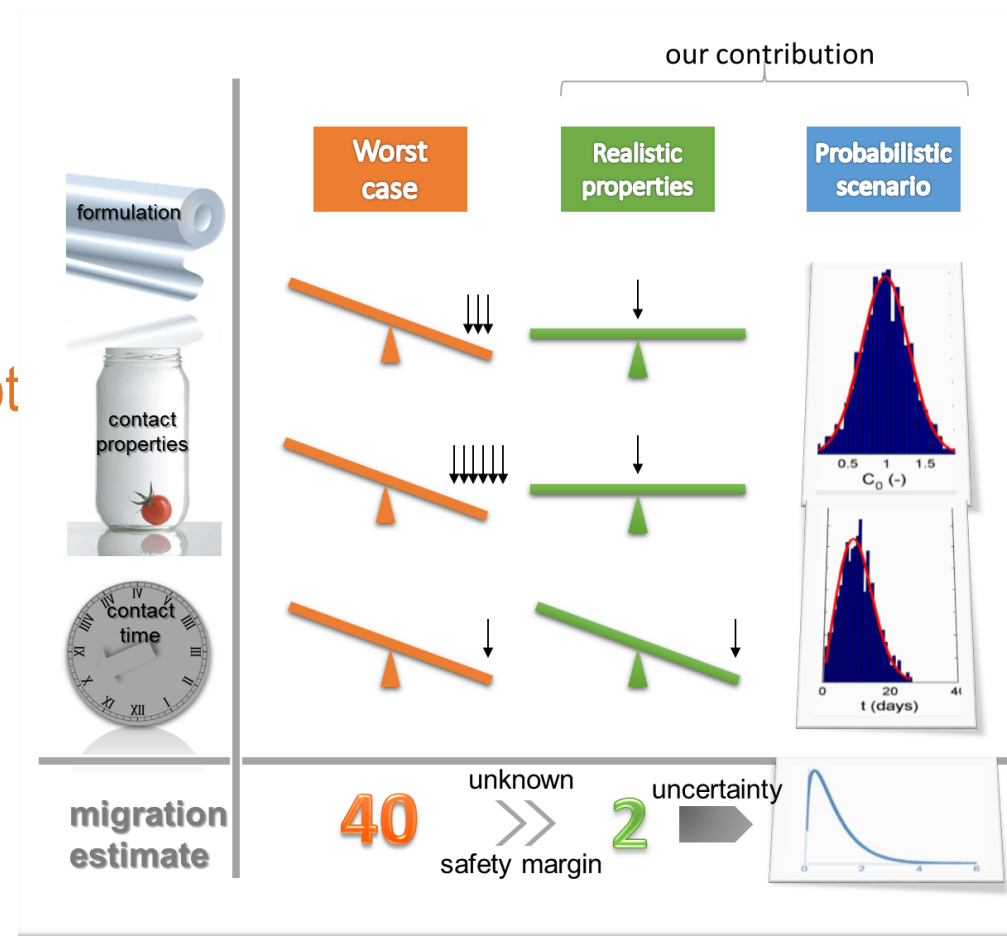 our contribution
Worst
case
Realistic
properties
Probabilistic
scenario
formulation
contact
properties
contact
time
0.5 1 1.5
C₀ (-)
0 20
t (days)
migration
estimate
40
unknown
safety margin
2
uncertainty
0 2 4 6